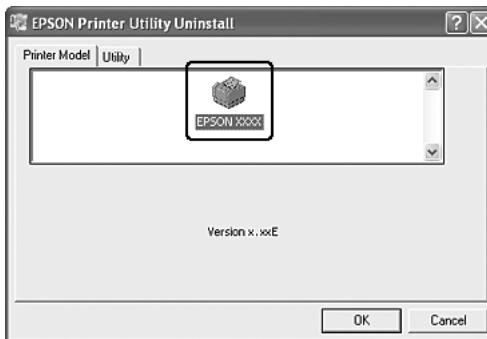 EPSON Printer Utility Uninstall
Printer Model Utility
EPSON XXXX
Version x.xxE
OK Cancel